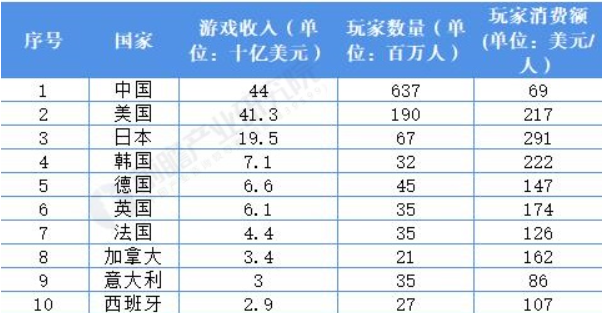 序号 国家 游戏收入（单位：十亿美元） 玩家数量（单位：百万人） 玩家消费额(单位：美元/人）
1 中国 44 637 69
2 美国 41.3 190 217
3 日本 19.5 67 291
4 韩国 7.1 32 222
5 德国 6.6 45 147
6 英国 6.1 35 174
7 法国 4.4 35 126
8 加拿大 3.4 21 162
9 意大利 3 35 86
10 西班牙 2.9 27 107